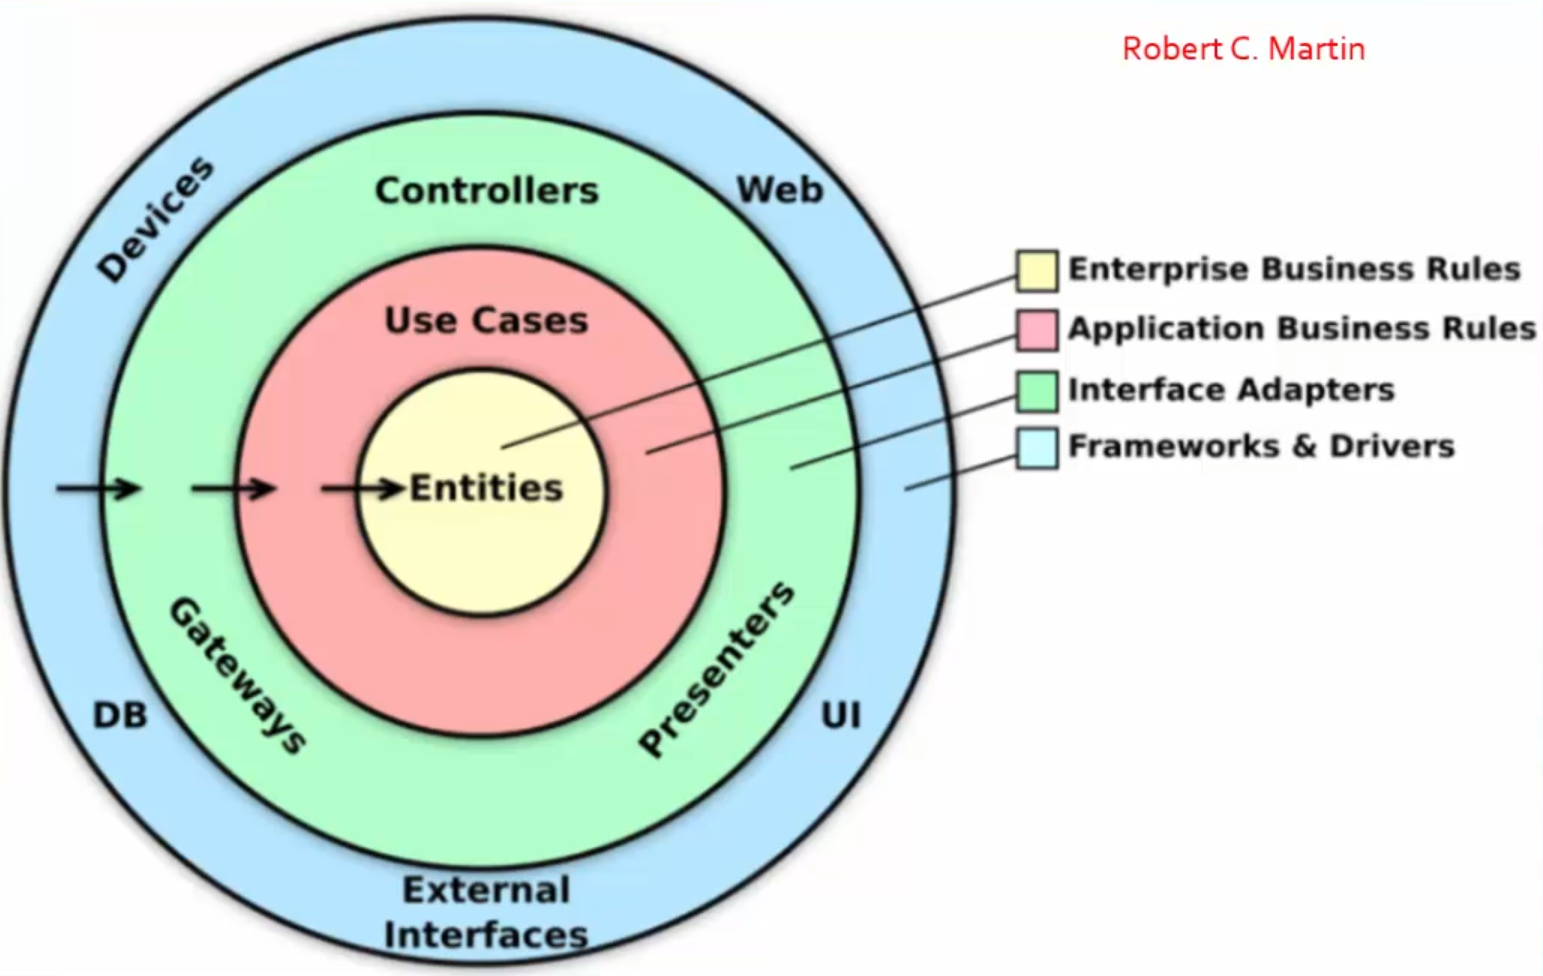 Robert C. Martin
Devices
Controllers
Web
Use Cases
Entities
Gateways
Presenters
DB
UI
External
Interfaces
Enterprise Business Rules
Application Business Rules
Interface Adapters
Frameworks & Drivers